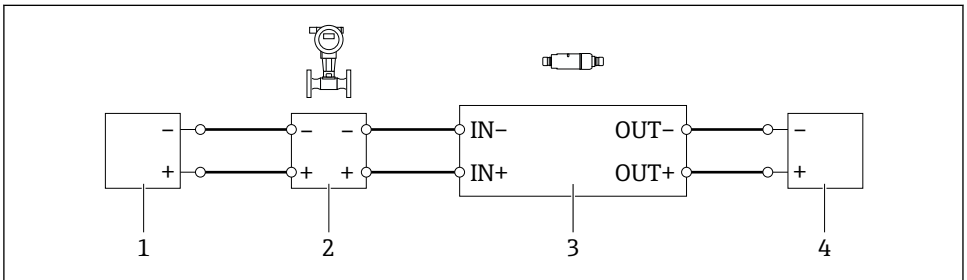 − − − IN− OUT− −
+ + + IN+ OUT+ +
1 2 3 4